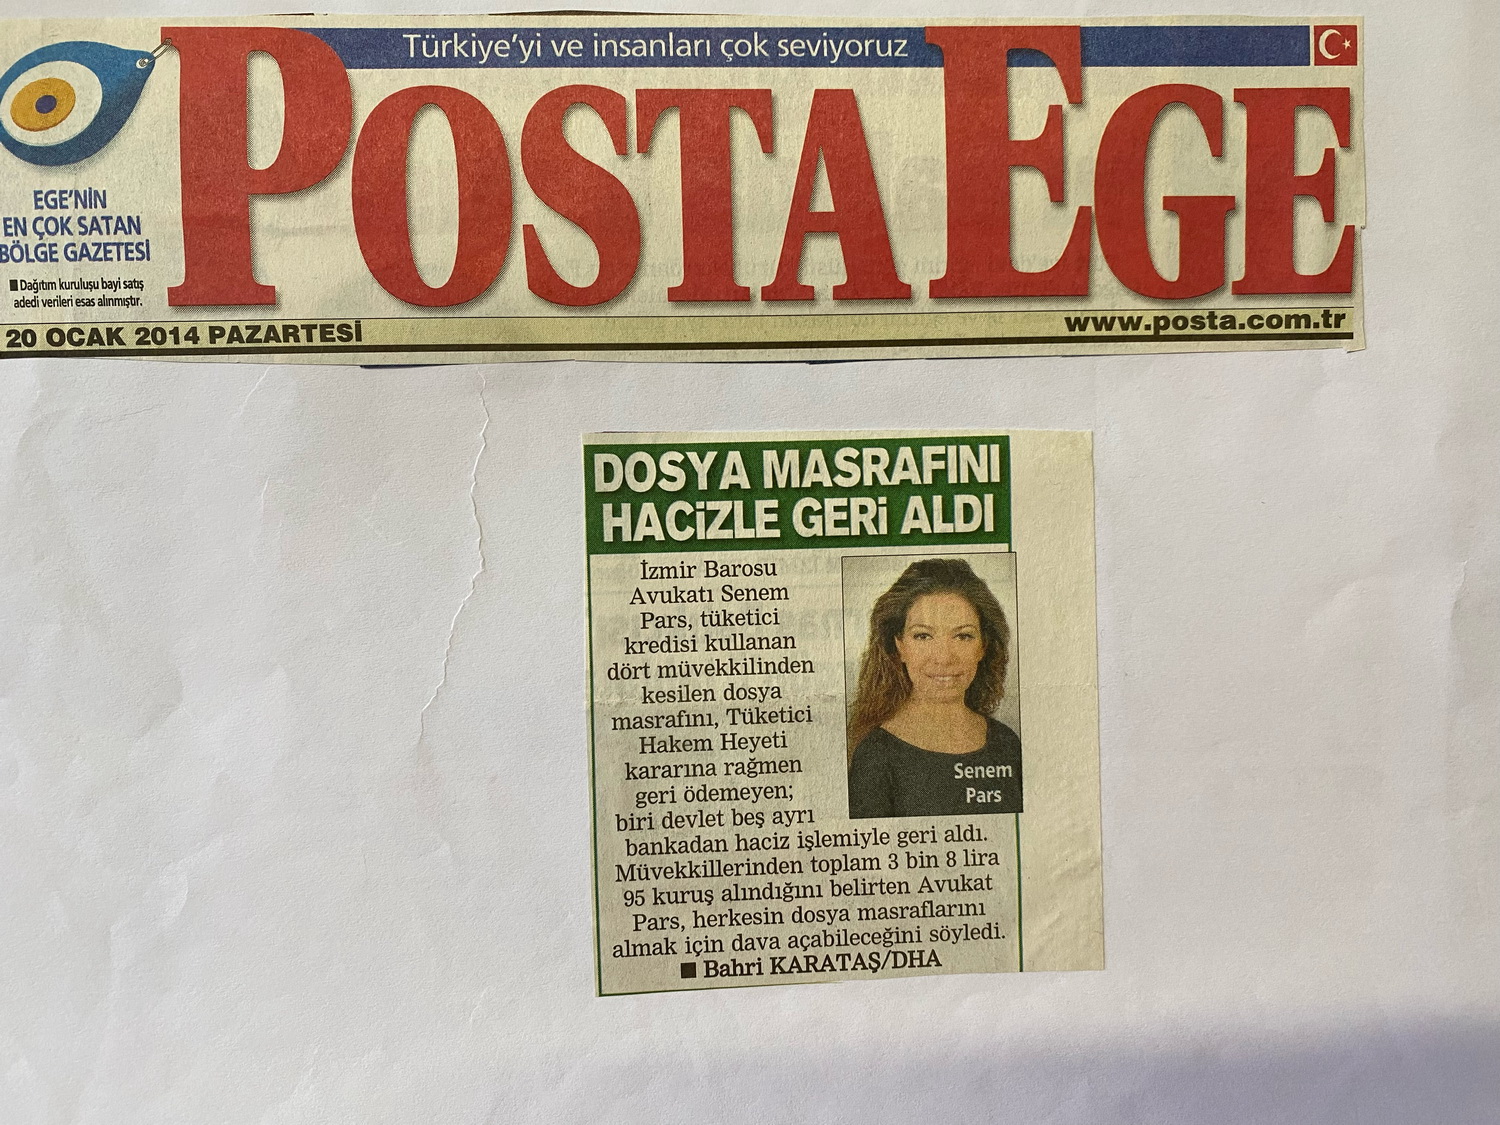 Türkiye'yi ve insanları çok seviyoruz
POSTAEGE
EGE'NİN
EN ÇOK SATAN
BÖLGE GAZETESİ
■ Dağıtım kuruluşu bayi satış
adedi verileri esas alınmıştır.
20 OCAK 2014 PAZARTESİ
www.posta.com.tr
DOSYA MASRAFINI
HACİZLE GERİ ALDI
İzmir Barosu
Avukatı Senem
Pars, tüketici
kredisi kullanan
dört müvekkilinden
kesilen dosya
masrafını, Tüketici
Hakem Heyeti
kararına rağmen
geri ödemeyen;
biri devlet beş ayrı
bankadan haciz işlemiyle geri aldı.
Müvekkillerinden toplam 3 bin 8 lira
95 kuruş alındığını belirten Avukat
Pars, herkesin dosya masraflarını
almak için dava açabileceğini söyledi.
■ Bahri KARATAŞ/DHA
Senem
Pars